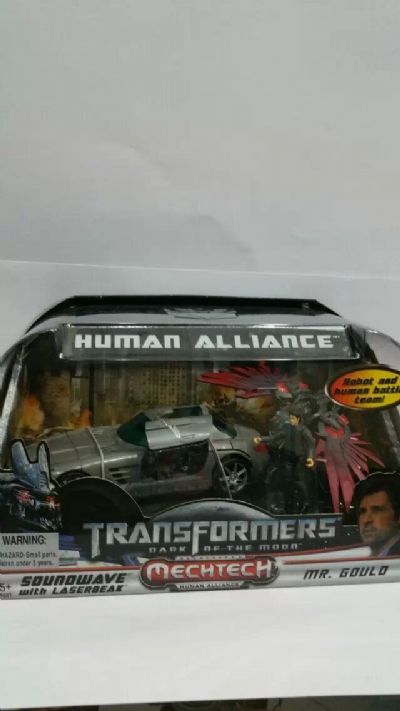 HUMAN ALLIANCE
Robot and
human battle
team!
WARNING:
HAZARD-Small parts.
TRANSFORMERS
DARK OF THE MOON
MECHTECH
HUMAN ALLIANCE
5+
SOUNDWAVE
with LASERBEAK
MR. GOULD